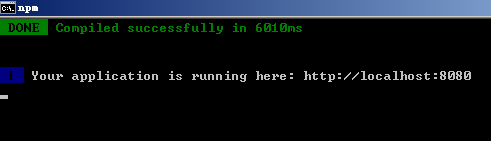 C:\. npm
DONE Compiled successfully in 6010ms
I Your application is running here: http://localhost:8080